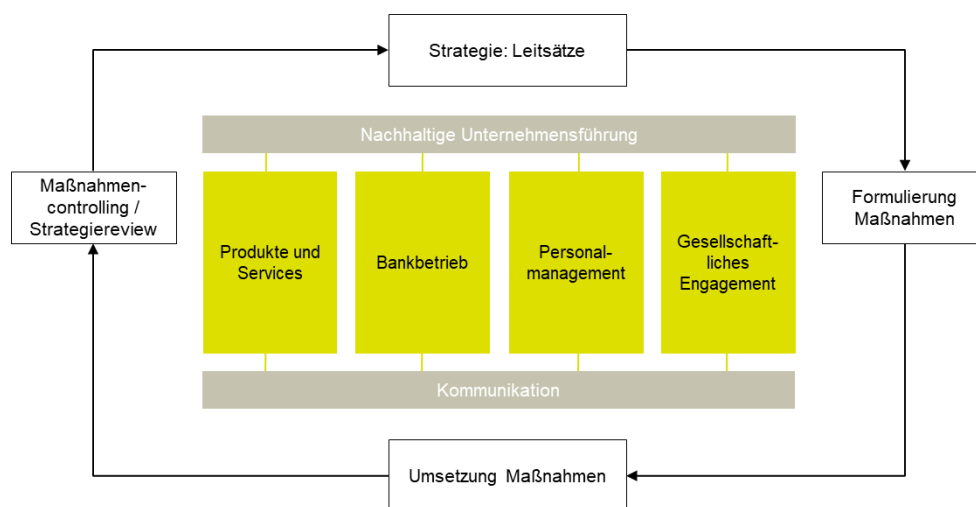 Strategie: Leitsätze
Nachhaltige Unternehmensführung
Maßnahmen-
controlling /
Strategiereview
Formulierung
Maßnahmen
Produkte und
Services
Bankbetrieb
Personal-
management
Gesellschaft-
liches
Engagement
Kommunikation
Umsetzung Maßnahmen